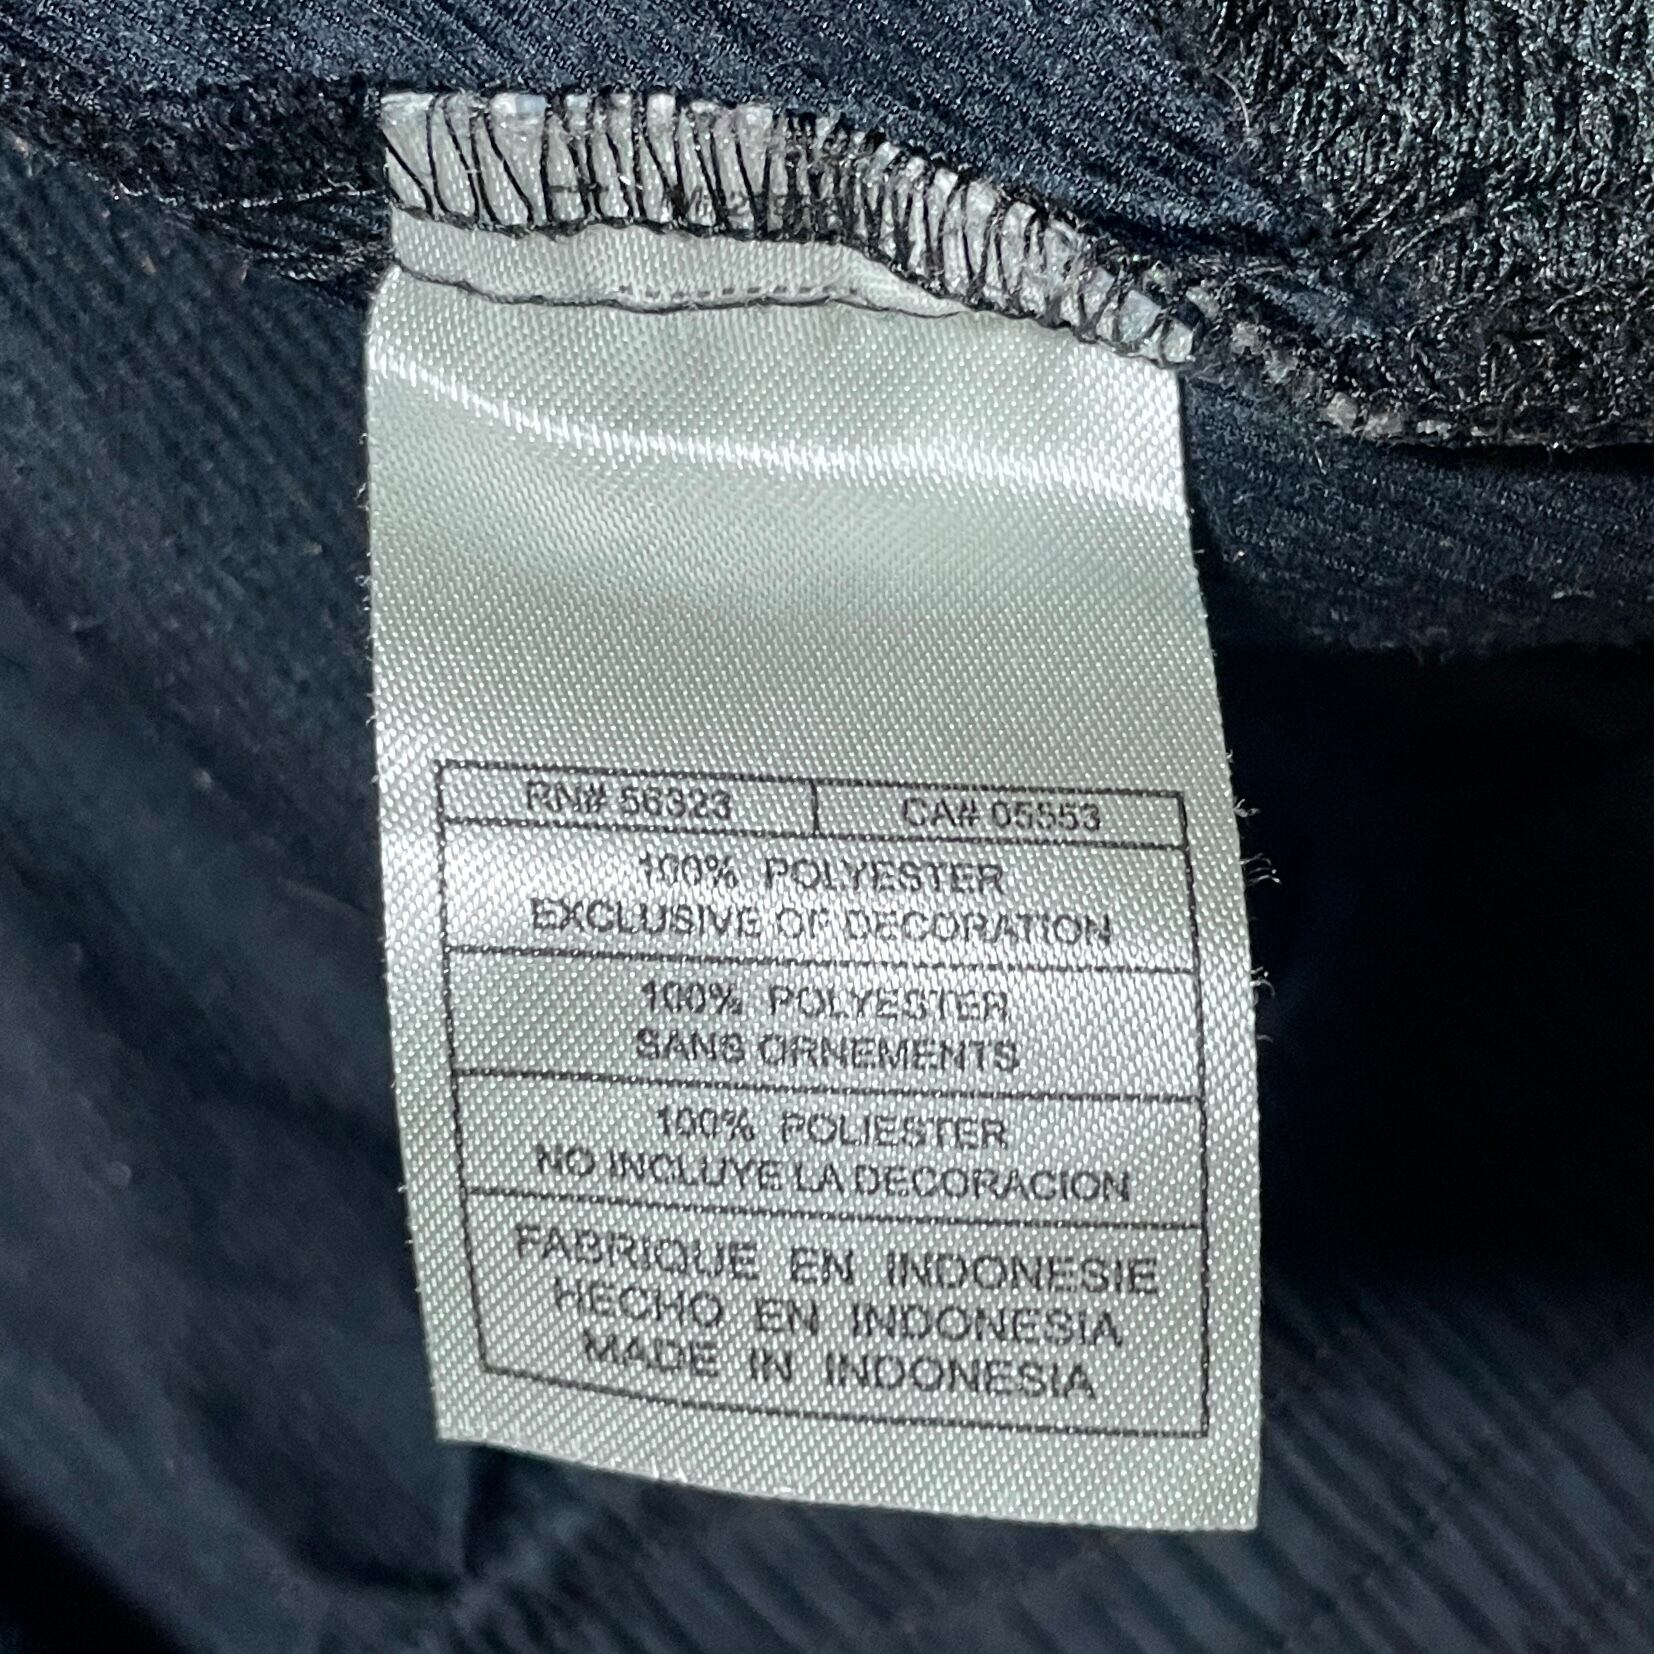 RN# 56323 CA# 05553
100% POLYESTER
EXCLUSIVE OF DECORATION
100% POLYESTER
SANS ORNEMENTS
100% POLIESTER
NO INCLUYE LA DECORACION
FABRIQUE EN INDONESIE
HECHO EN INDONESIA
MADE IN INDONESIA